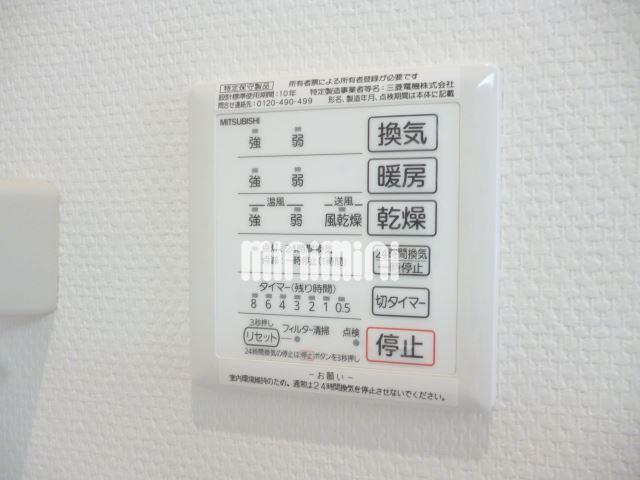 特定保守製品 所有者票による所有者登録が必要です
設計標準使用期間:10年 特定製造事業者等名:三菱電機株式会社
問合せ連絡先:0120-490-499 形名、製造年月、点検期間は本体に記載
MITSUBISHI
強 弱 換気
強 弱 暖房
温風 送風
強 弱 風乾燥 乾燥
minimini
24時間換気
一時停止
タイマー(残り時間)
8 6 4 3 2 1 0.5 切タイマー
3秒押し
リセット フィルター清掃 点検 停止
24時間換気の停止は停止ボタンを3秒押し
-お願い-
室内環境維持のため、通常は24時間換気を停止させないでください。